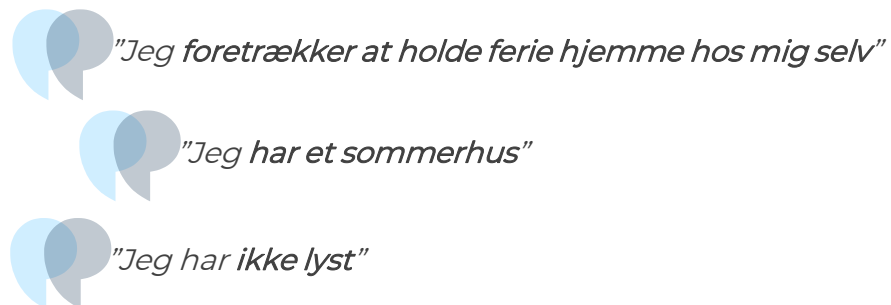 ”Jeg foretrækker at holde ferie hjemme hos mig selv”
”Jeg har et sommerhus”
”Jeg har ikke lyst”